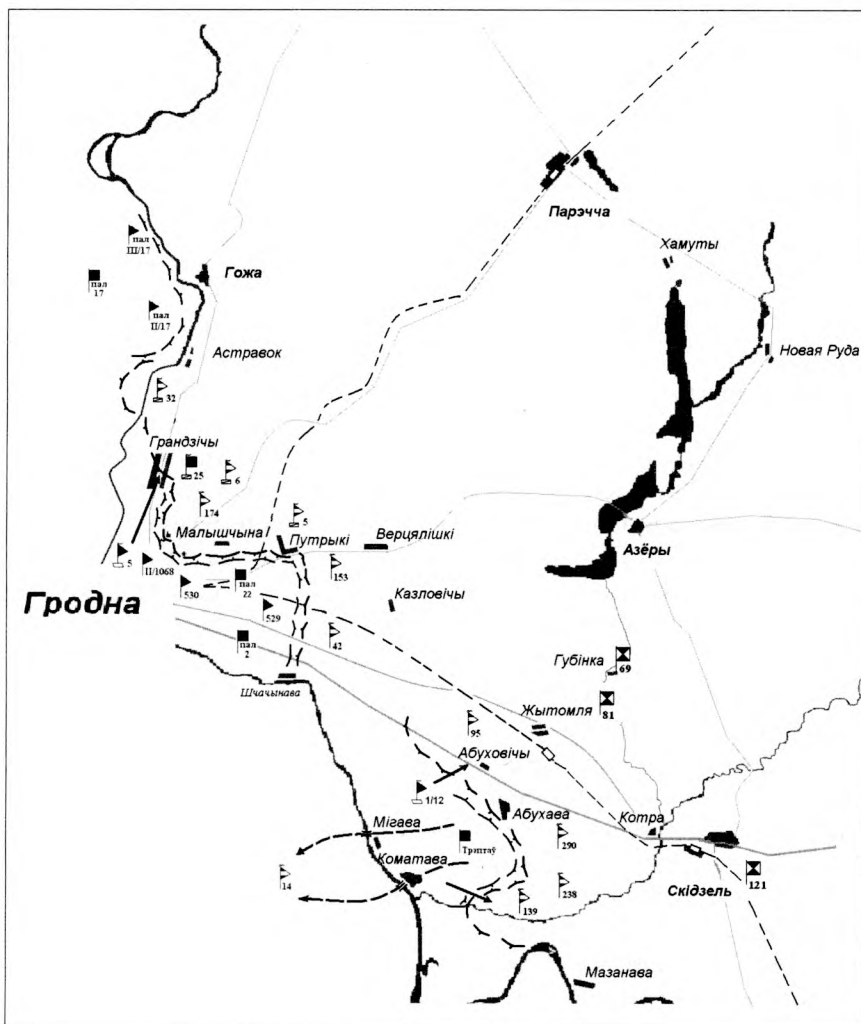 Парэчча
Хамуты
пал
III/17
Гожа
пал
17
пал
II/17
Новая Руда
Астравок
32
Грандзічы
25
6
174
5
Малышчына
Путрыкі
Верцялішкі
Азёры
5
II/1068
153
530
пал
22
Гродна
Казловічы
529
42
пал
2
Губінка
69
Шчачынава
81
95
Жытомля
Абуховічы
1/12
Абухава
Котра
Мігава
Трэптаў
290
Коматава
14
Скідзель
121
139
238
Мазанава